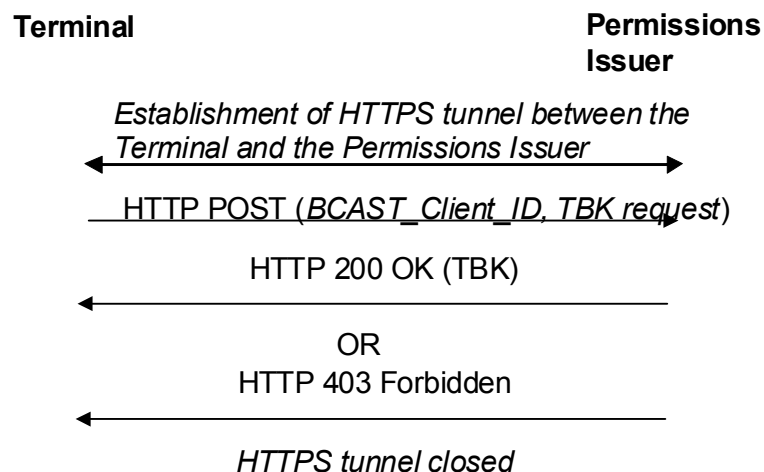 Terminal
Permissions
Issuer
Establishment of HTTPS tunnel between the
Terminal and the Permissions Issuer
HTTP POST (BCAST_Client_ID, TBK request)
HTTP 200 OK (TBK)
OR
HTTP 403 Forbidden
HTTPS tunnel closed